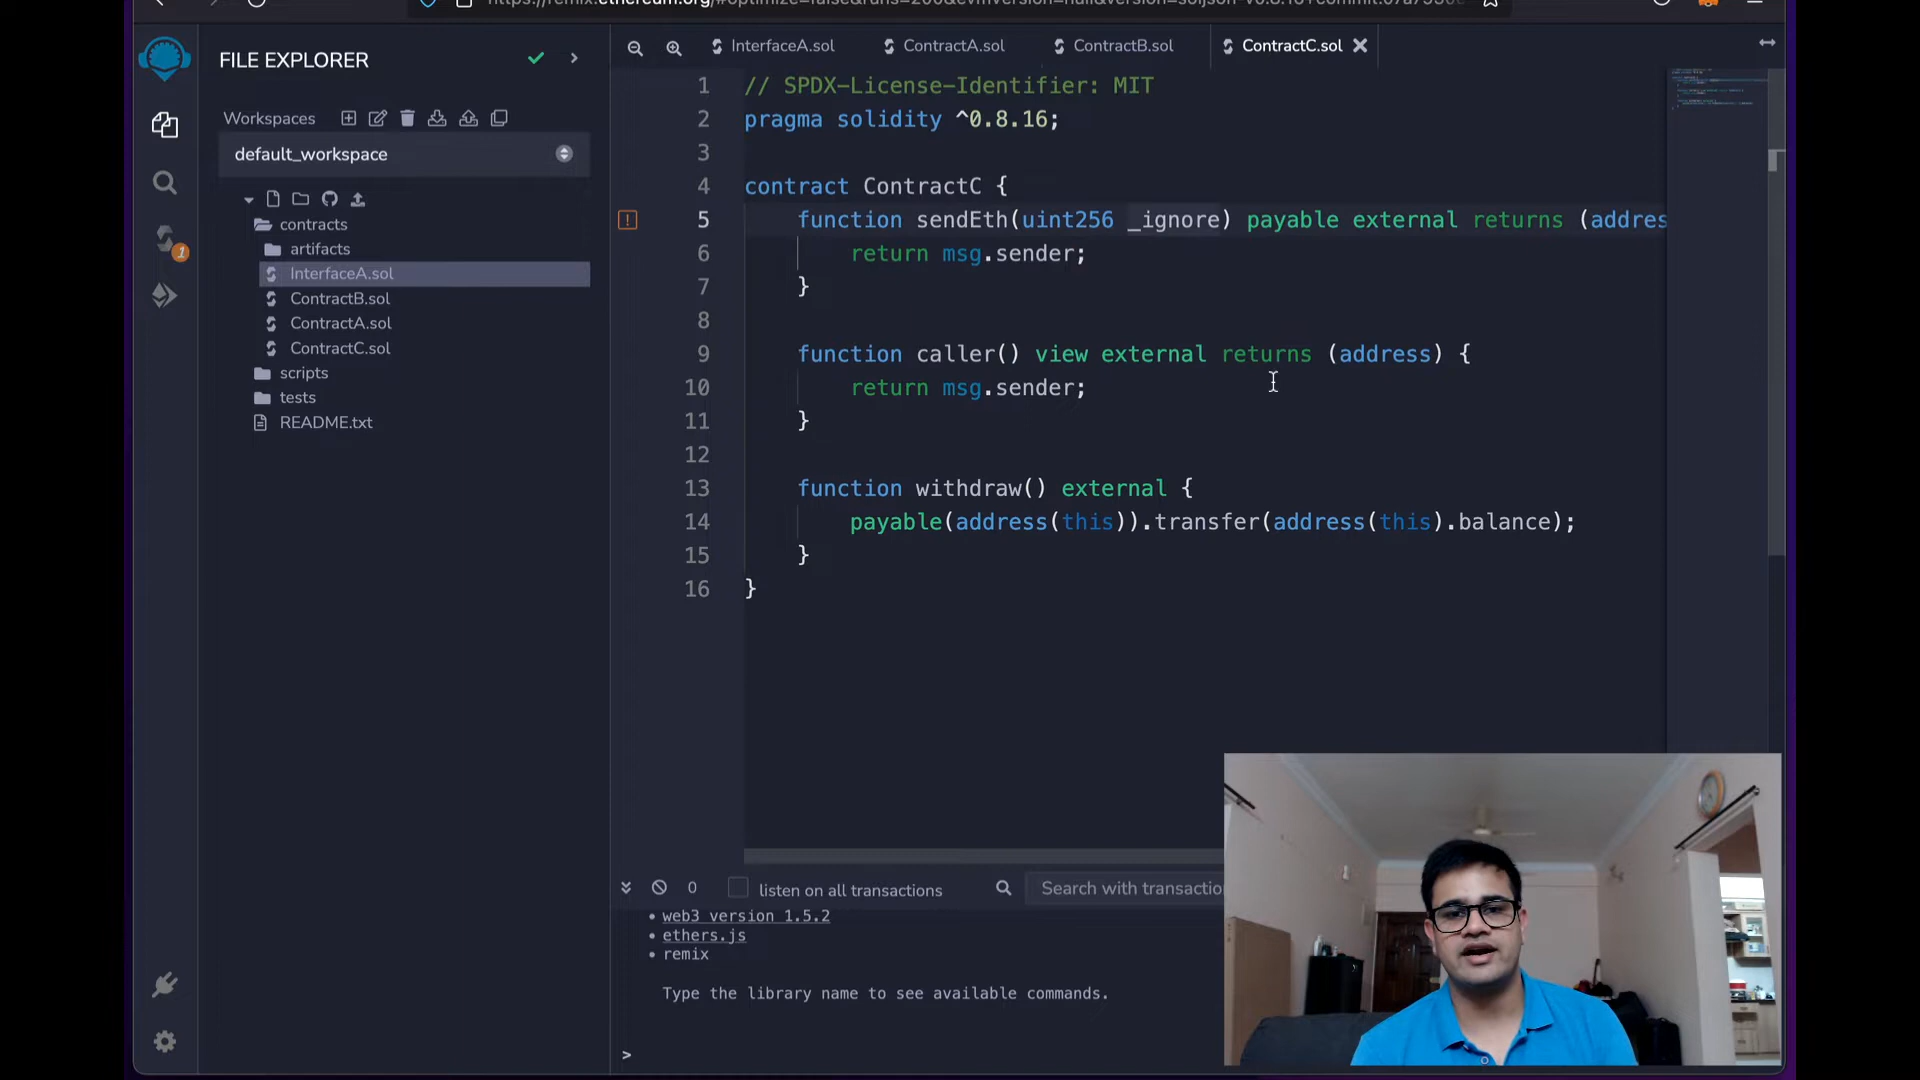 FILE EXPLORER
Workspaces
default_workspace
contracts
artifacts
InterfaceA.sol
ContractB.sol
ContractA.sol
ContractC.sol
scripts
tests
README.txt
1
InterfaceA.sol
ContractA.sol
ContractB.sol
ContractC.sol
1 // SPDX-License-Identifier: MIT
2 pragma solidity ^0.8.16;
3
4 contract ContractC {
5 function sendEth(uint256 _ignore) payable external returns (addres
6 return msg.sender;
7 }
8
9 function caller() view external returns (address) {
10 return msg.sender;
11 }
12
13 function withdraw() external {
14 payable(address(this)).transfer(address(this).balance);
15 }
16 }
0 listen on all transactions Search with transactio
• web3 version 1.5.2
• ethers.js
• remix
Type the library name to see available commands.
>